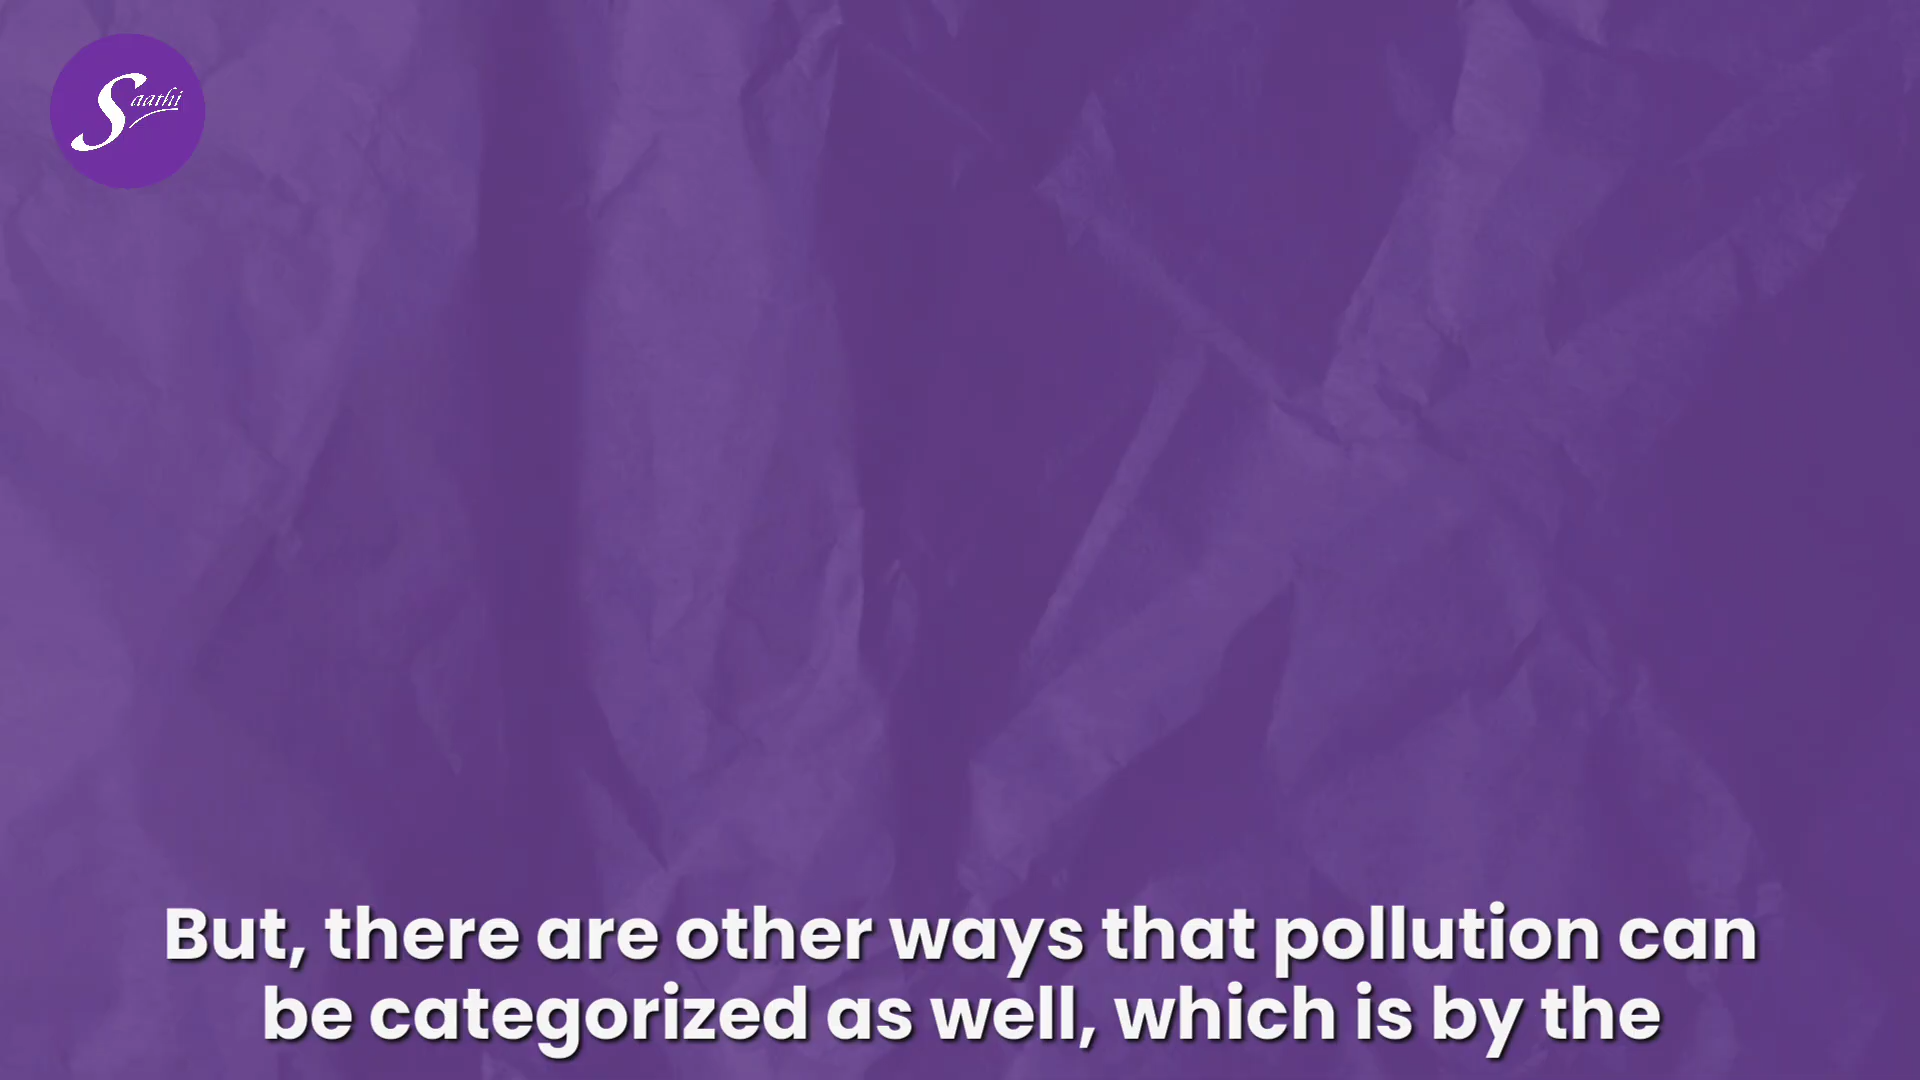 Saathi
But, there are other ways that pollution can
be categorized as well, which is by the